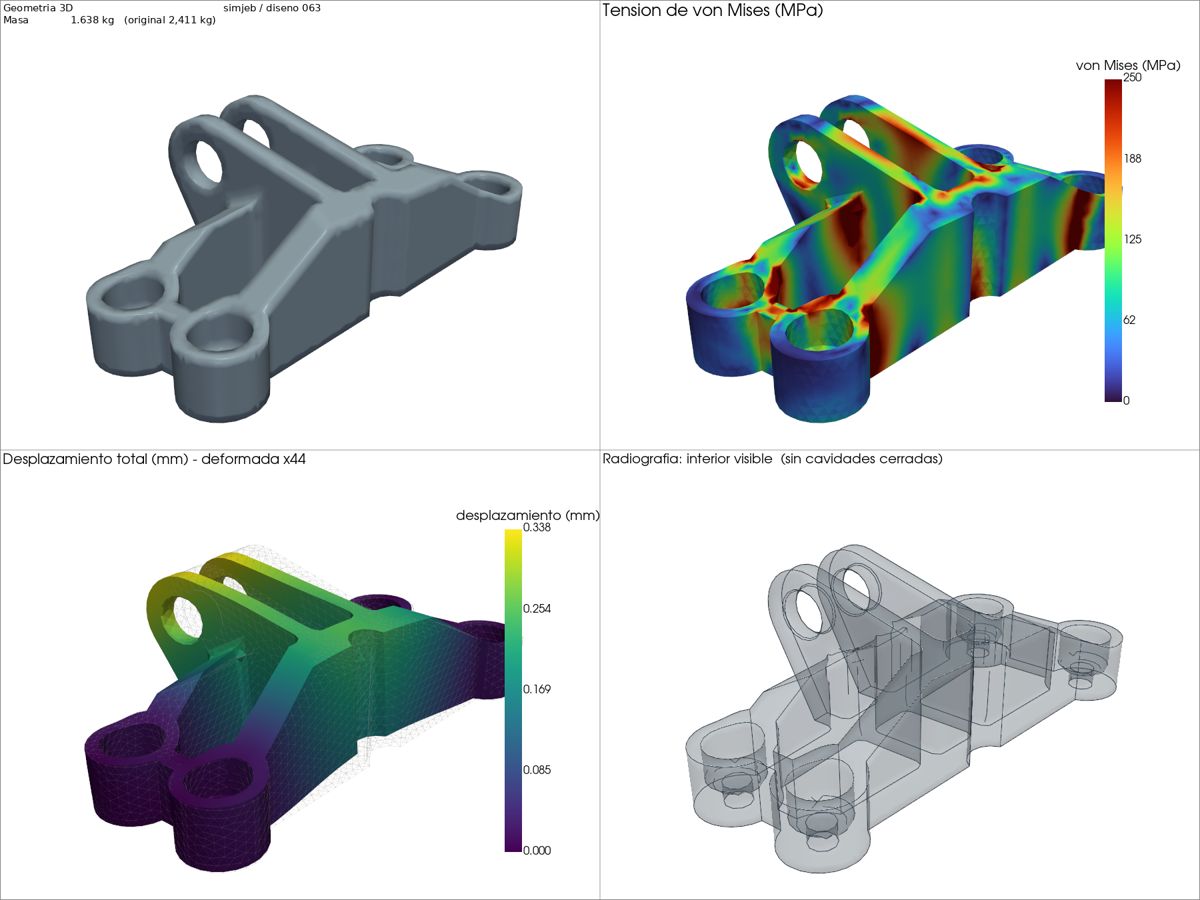 Geometria 3D simjeb / diseno 063
Masa 1.638 kg (original 2,411 kg)
Tension de von Mises (MPa)
von Mises (MPa)
250
188
125
62
0
Desplazamiento total (mm) - deformada x44
desplazamiento (mm)
0.338
0.254
0.169
0.085
0.000
Radiografia: interior visible (sin cavidades cerradas)